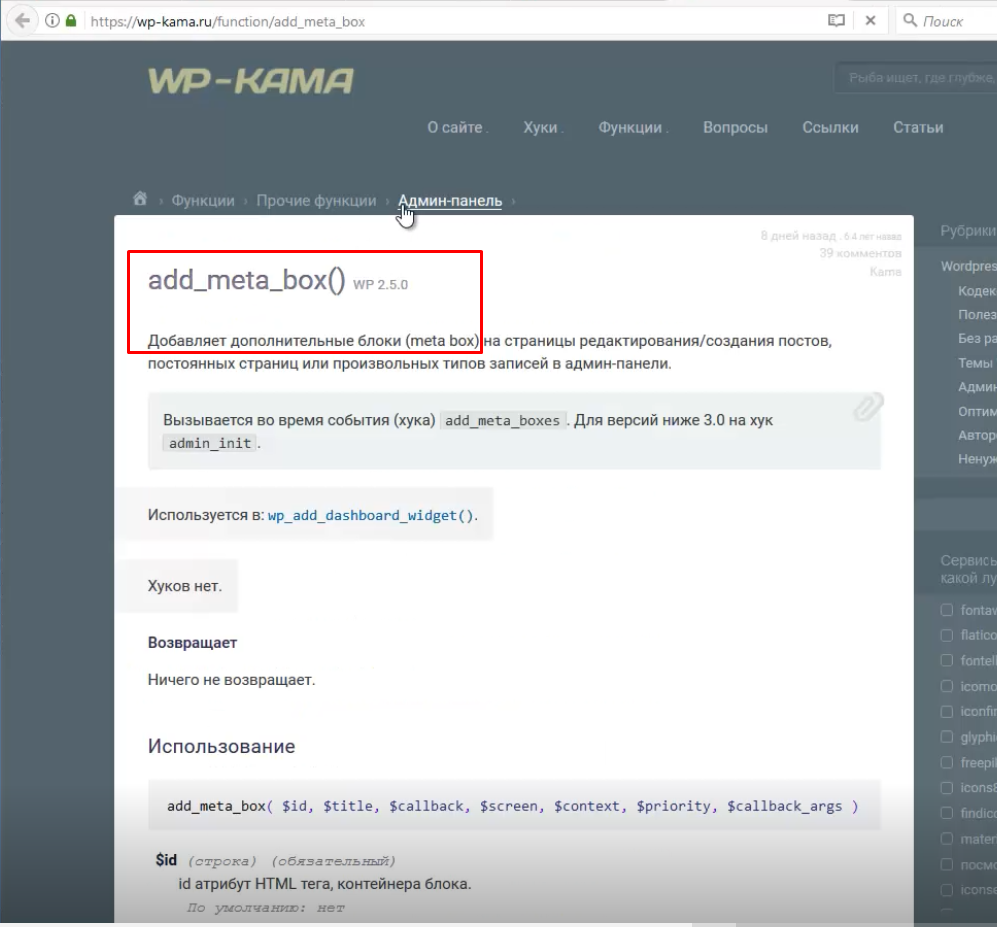 https://wp-kama.ru/function/add_meta_box
Поиск
WP-KAMA
Рыба ищет, где глубже,
О сайте . Хуки . Функции . Вопросы Ссылки Статьи
Функции › Прочие функции › Админ-панель ›
8 дней назад . 6.4 лет назад
39 комментов
Kama
add_meta_box() WP 2.5.0
Добавляет дополнительные блоки (meta box) на страницы редактирования/создания постов,
постоянных страниц или произвольных типов записей в админ-панели.
Вызывается во время события (хука) add_meta_boxes. Для версий ниже 3.0 на хук
admin_init.
Используется в: wp_add_dashboard_widget().
Хуков нет.
Возвращает
Ничего не возвращает.
Использование
add_meta_box( $id, $title, $callback, $screen, $context, $priority, $callback_args )
$id (строка) (обязательный)
id атрибут HTML тега, контейнера блока.
По умолчанию: нет
Рубрики
Wordpres
Кодек
Полез
Без ра
Темы
Админ
Оптим
Автор
Ненуж
Сервись
какой лу
fontaw
flatico
fontell
icomo
iconfin
glyphic
freepil
icons8
findico
materi
посмо
iconse